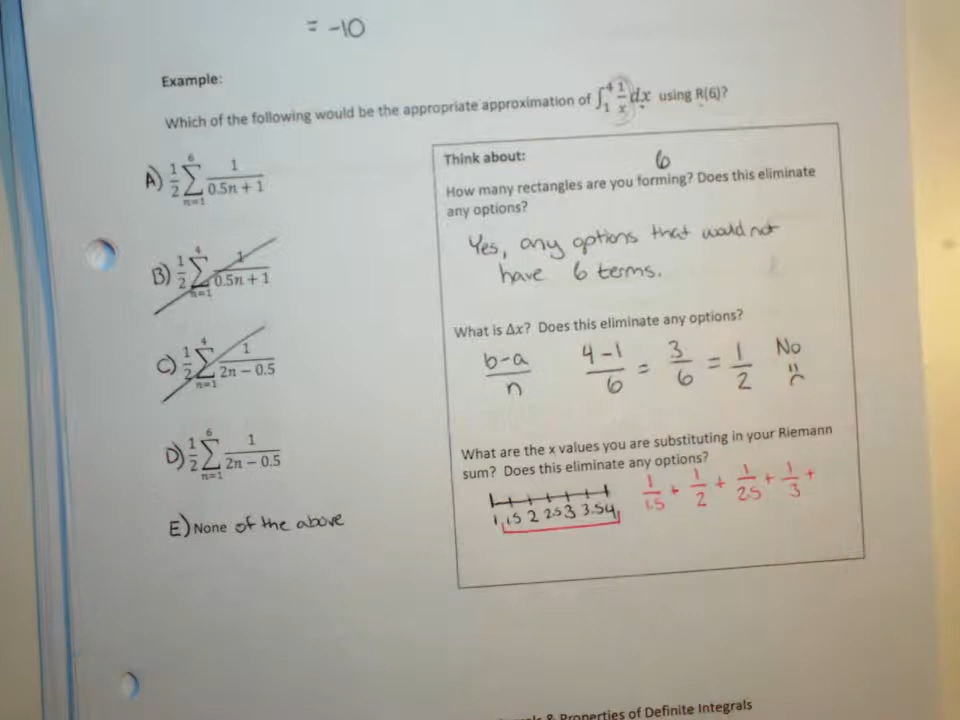 = -10
Example:
Which of the following would be the appropriate approximation of ∫₁⁴ 1/x dx using R(6)?
A) 1/2 Σ_{n=1}^{6} 1/(0.5n + 1)
B) 1/2 Σ_{n=1}^{4} 1/(0.5n + 1)
C) 1/2 Σ_{n=1}^{4} 1/(2n − 0.5)
D) 1/2 Σ_{n=1}^{6} 1/(2n − 0.5)
E) None of the above
Think about:
6
How many rectangles are you forming? Does this eliminate
any options?
Yes, any options that would not
have 6 terms.
What is Δx? Does this eliminate any options?
b-a/n 4-1/6 = 3/6 = 1/2 No
What are the x values you are substituting in your Riemann
sum? Does this eliminate any options?
1/1.5 + 1/2 + 1/2.5 + 1/3 +
1 1.5 2 2.5 3 3.5 4
& Properties of Definite Integrals